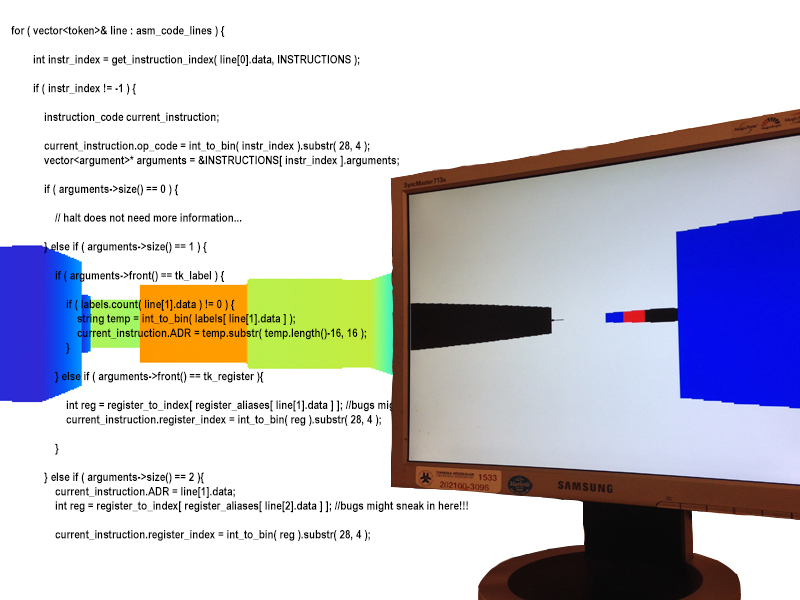 for ( vector<token>& line : asm_code_lines ) {
int instr_index = get_instruction_index( line[0].data, INSTRUCTIONS );
if ( instr_index != -1 ) {
instruction_code current_instruction;
current_instruction.op_code = int_to_bin( instr_index ).substr( 28, 4 );
vector<argument>* arguments = &INSTRUCTIONS[ instr_index ].arguments;
if ( arguments->size() == 0 ) {
// halt does not need more information...
} else if ( arguments->size() == 1 ) {
if ( arguments->front() == tk_label ) {
if ( labels.count( line[1].data ) != 0 ) {
string temp = int_to_bin( labels[ line[1].data ] );
current_instruction.ADR = temp.substr( temp.length()-16, 16 );
}
} else if ( arguments->front() == tk_register ){
int reg = register_to_index[ register_aliases[ line[1].data ] ]; //bugs
current_instruction.register_index = int_to_bin( reg ).substr( 28, 4 );
}
} else if ( arguments->size() == 2 ){
current_instruction.ADR = line[1].data;
int reg = register_to_index[ register_aliases[ line[2].data ] ]; //bugs might sneak in here!!!
current_instruction.register_index = int_to_bin( reg ).substr( 28, 4 );
SyncMaster 713N
1533
202100-3096
SAMSUNG